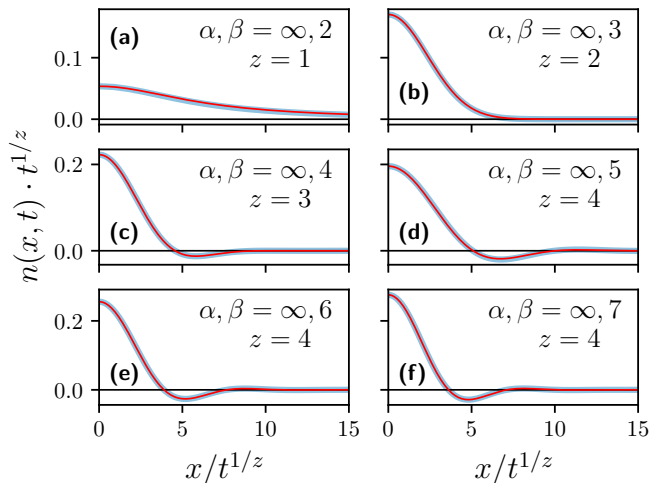 (a)
α, β = ∞, 2
z = 1
0.1
0.0
α, β = ∞, 3
z = 2
(b)
n(x, t) · t^{1/z}
0.2
0.0
α, β = ∞, 4
z = 3
(c)
α, β = ∞, 5
z = 4
(d)
0.2
0.0
α, β = ∞, 6
z = 4
(e)
α, β = ∞, 7
z = 4
(f)
0 5 10 15
0 5 10 15
x/t^{1/z}
x/t^{1/z}